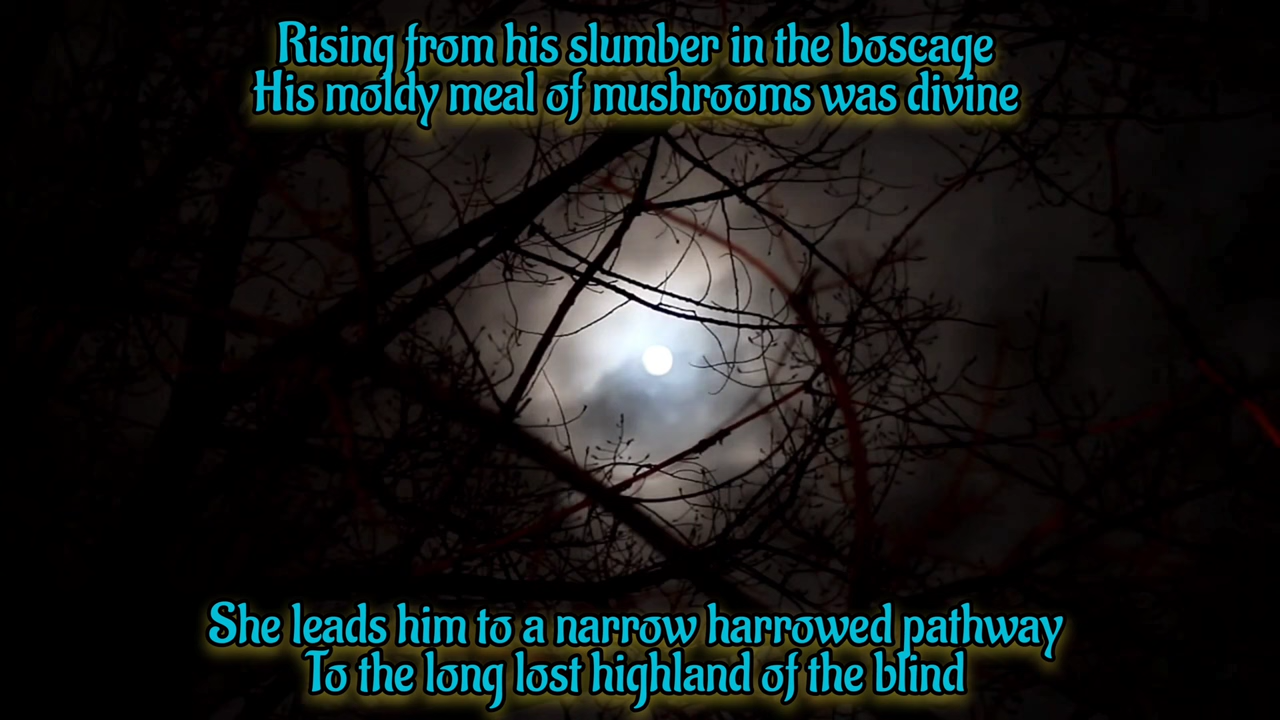 Rising from his slumber in the boscage
His moldy meal of mushrooms was divine
She leads him to a narrow harrowed pathway
To the long lost highland of the blind